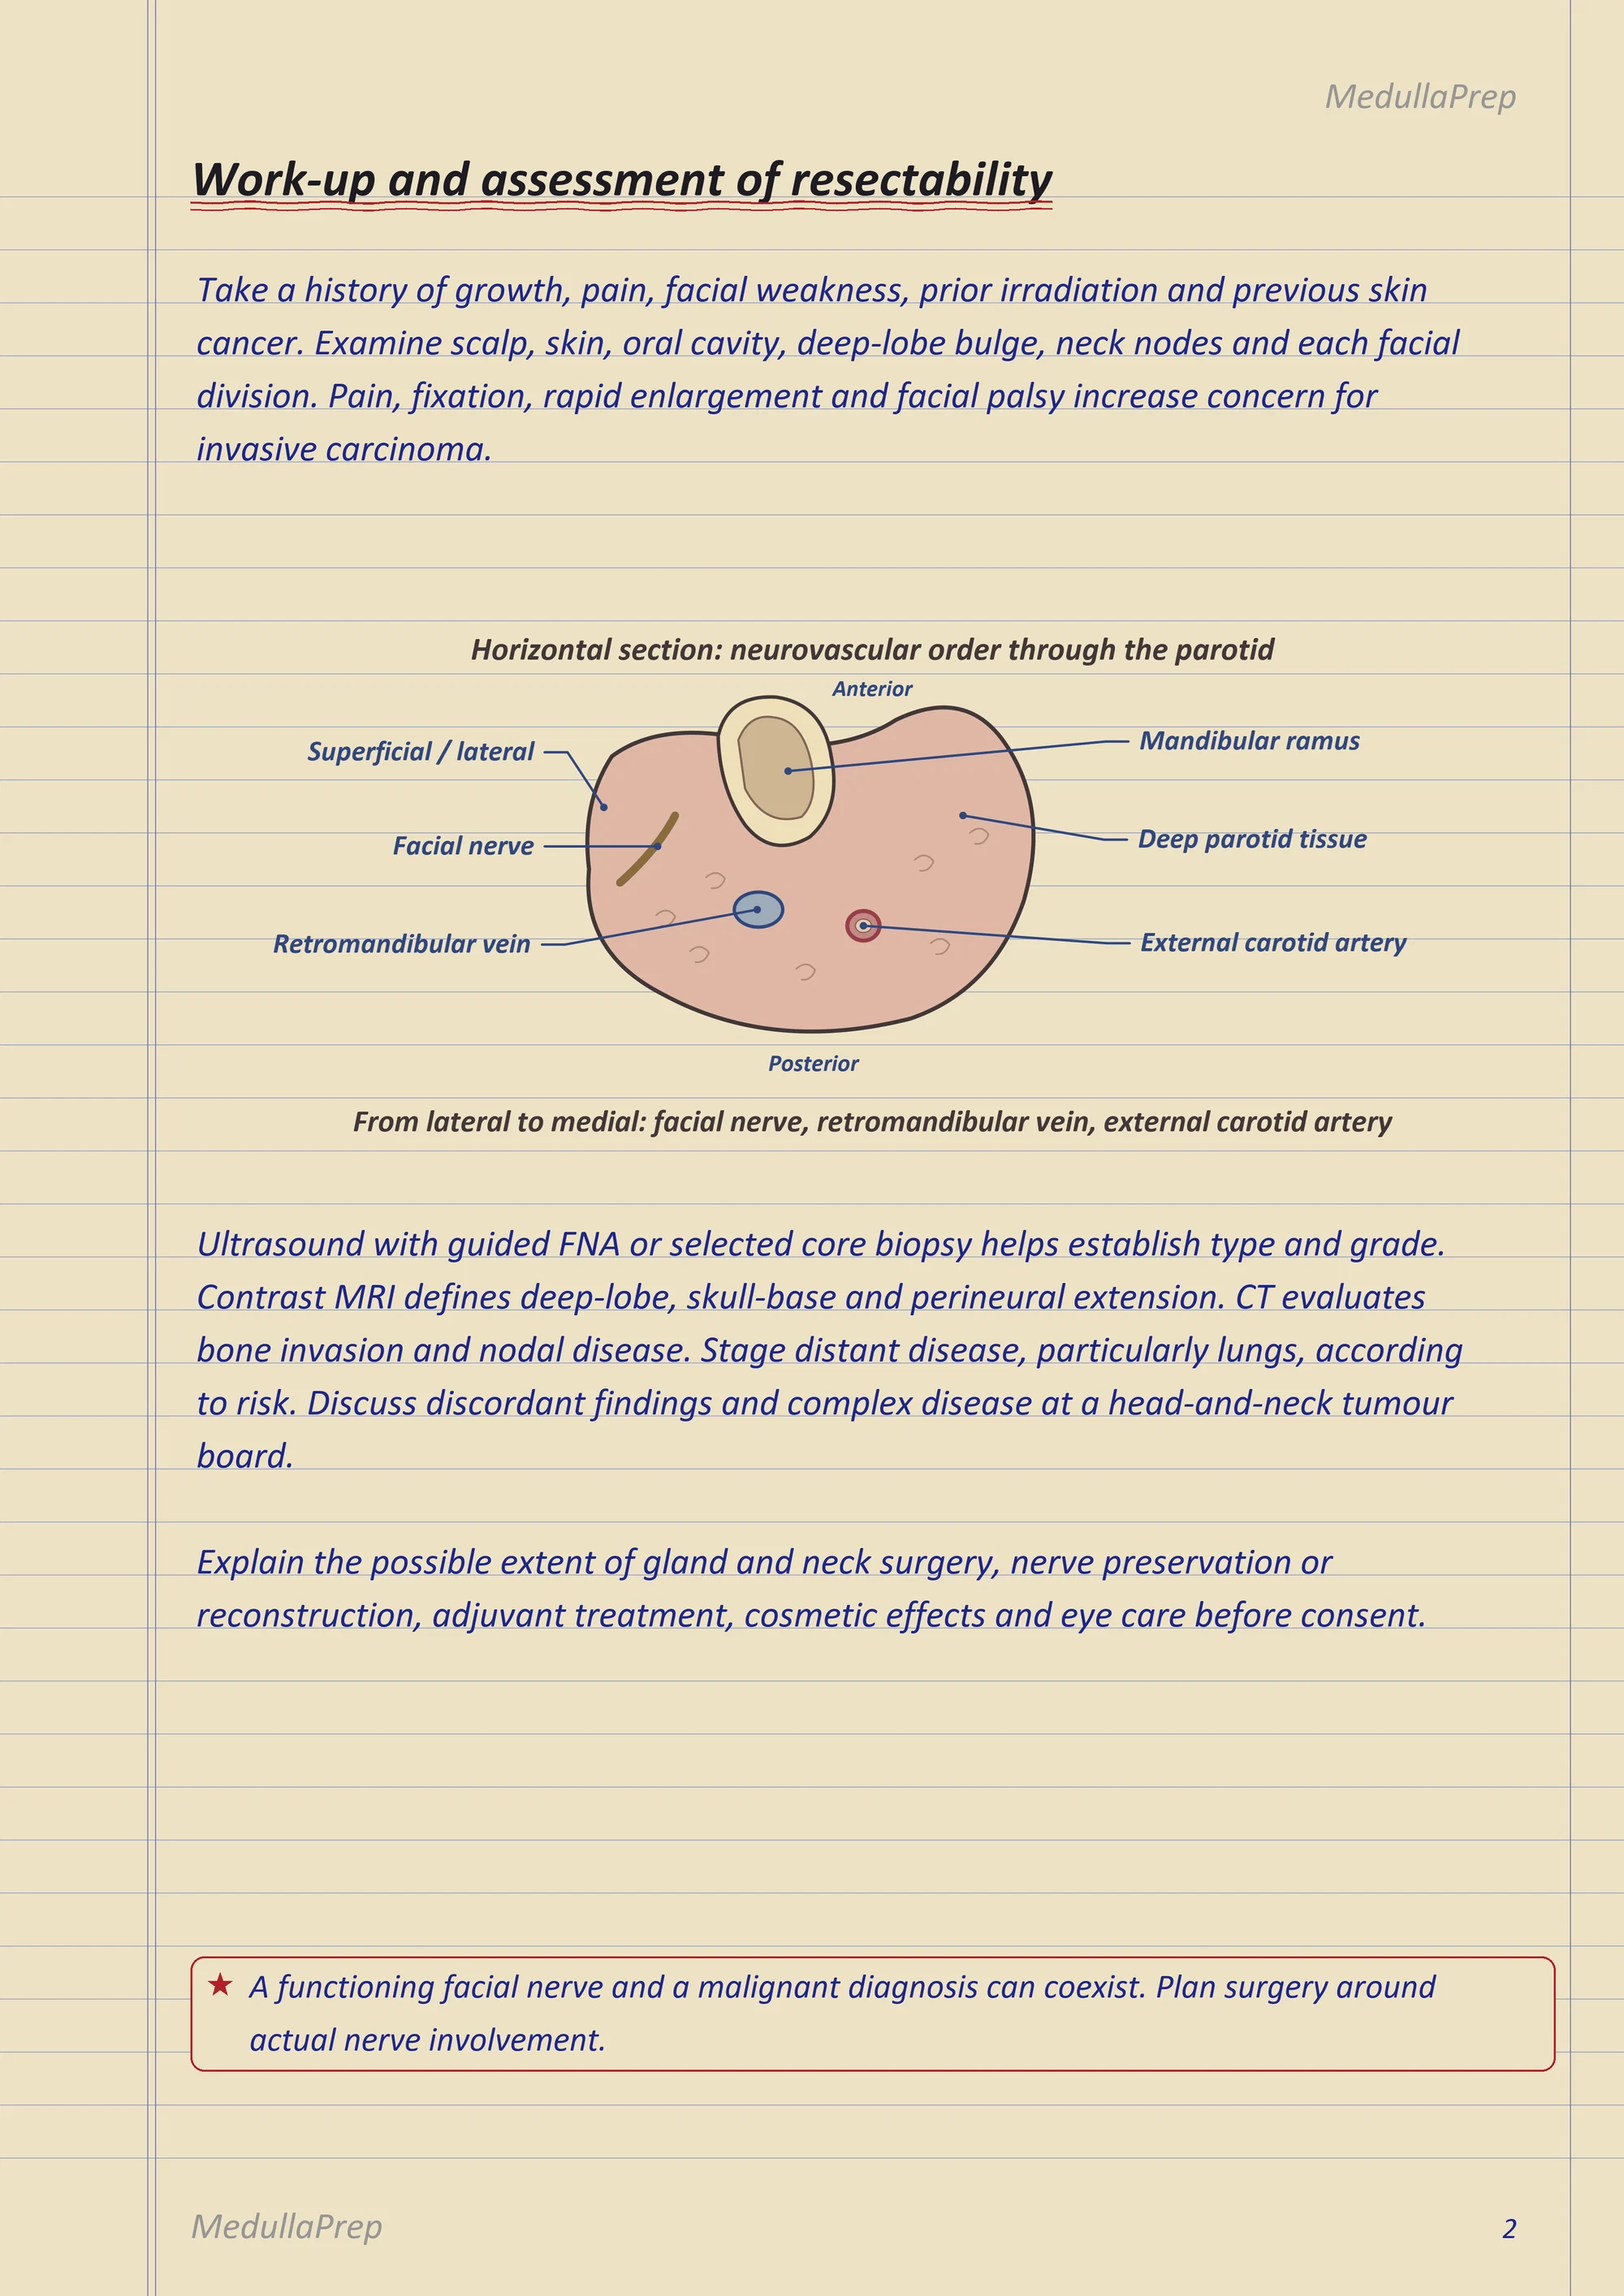 MedullaPrep
Work-up and assessment of resectability
Take a history of growth, pain, facial weakness, prior irradiation and previous skin
cancer. Examine scalp, skin, oral cavity, deep-lobe bulge, neck nodes and each facial
division. Pain, fixation, rapid enlargement and facial palsy increase concern for
invasive carcinoma.
Horizontal section: neurovascular order through the parotid
Anterior
Superficial / lateral
Mandibular ramus
Facial nerve
Deep parotid tissue
Retromandibular vein
External carotid artery
Posterior
From lateral to medial: facial nerve, retromandibular vein, external carotid artery
Ultrasound with guided FNA or selected core biopsy helps establish type and grade.
Contrast MRI defines deep-lobe, skull-base and perineural extension. CT evaluates
bone invasion and nodal disease. Stage distant disease, particularly lungs, according
to risk. Discuss discordant findings and complex disease at a head-and-neck tumour
board.
Explain the possible extent of gland and neck surgery, nerve preservation or
reconstruction, adjuvant treatment, cosmetic effects and eye care before consent.
★ A functioning facial nerve and a malignant diagnosis can coexist. Plan surgery around
actual nerve involvement.
MedullaPrep
2